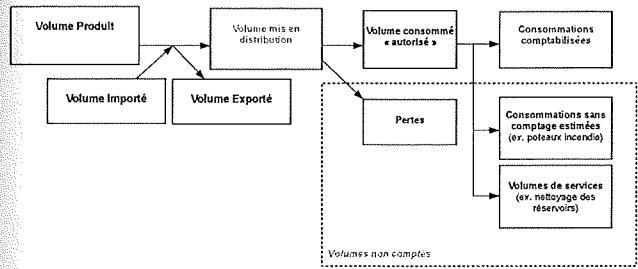 Volume Produit
Volume mis en
distribution
Volume consommé
« autorisé »
Consommations
comptabilisées
Volume Importé
Volume Exporté
Pertes
Consommations sans
comptage estimées
(ex. poteaux incendie)
Volumes de services
(ex. nettoyage des
réservoirs)
Volumes non comptés